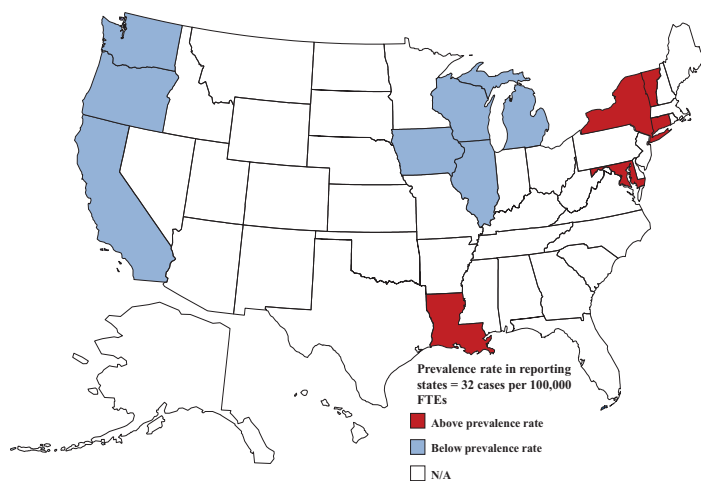 Prevalence rate in reporting
states = 32 cases per 100,000
FTEs
Above prevalence rate
Below prevalence rate
N/A